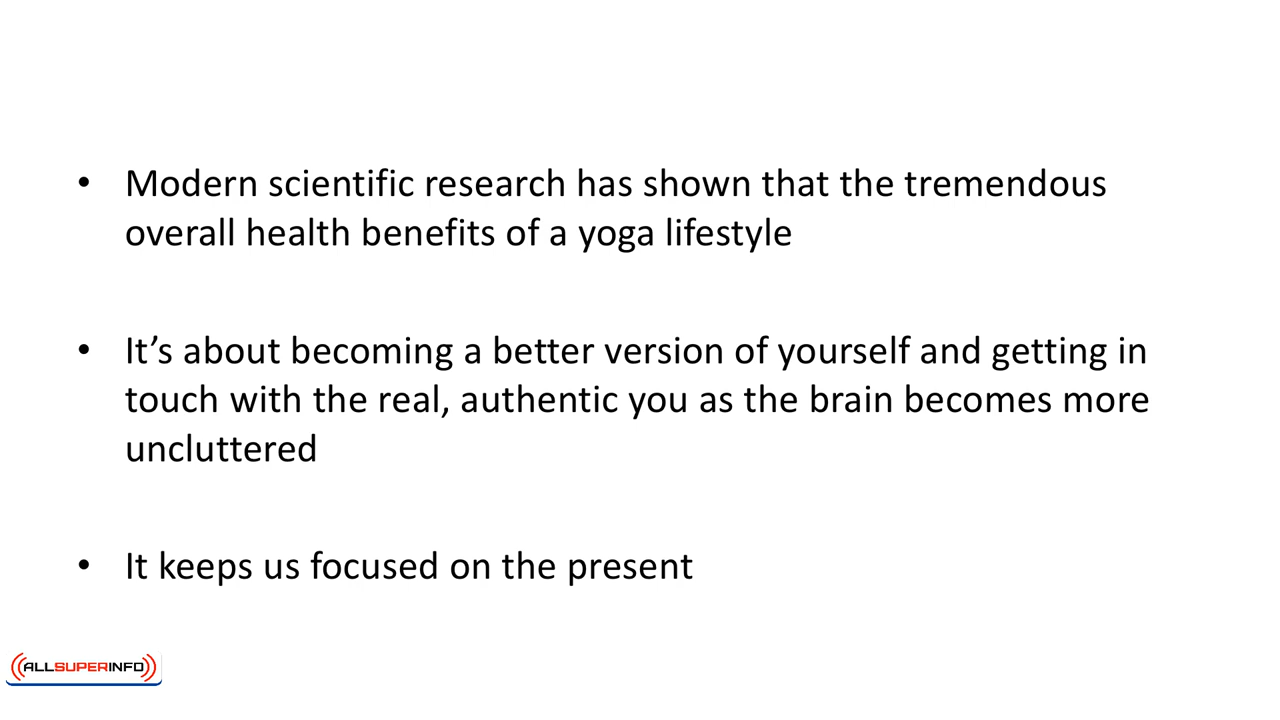 • Modern scientific research has shown that the tremendous
overall health benefits of a yoga lifestyle
• It’s about becoming a better version of yourself and getting in
touch with the real, authentic you as the brain becomes more
uncluttered
• It keeps us focused on the present
ALLSUPERINFO